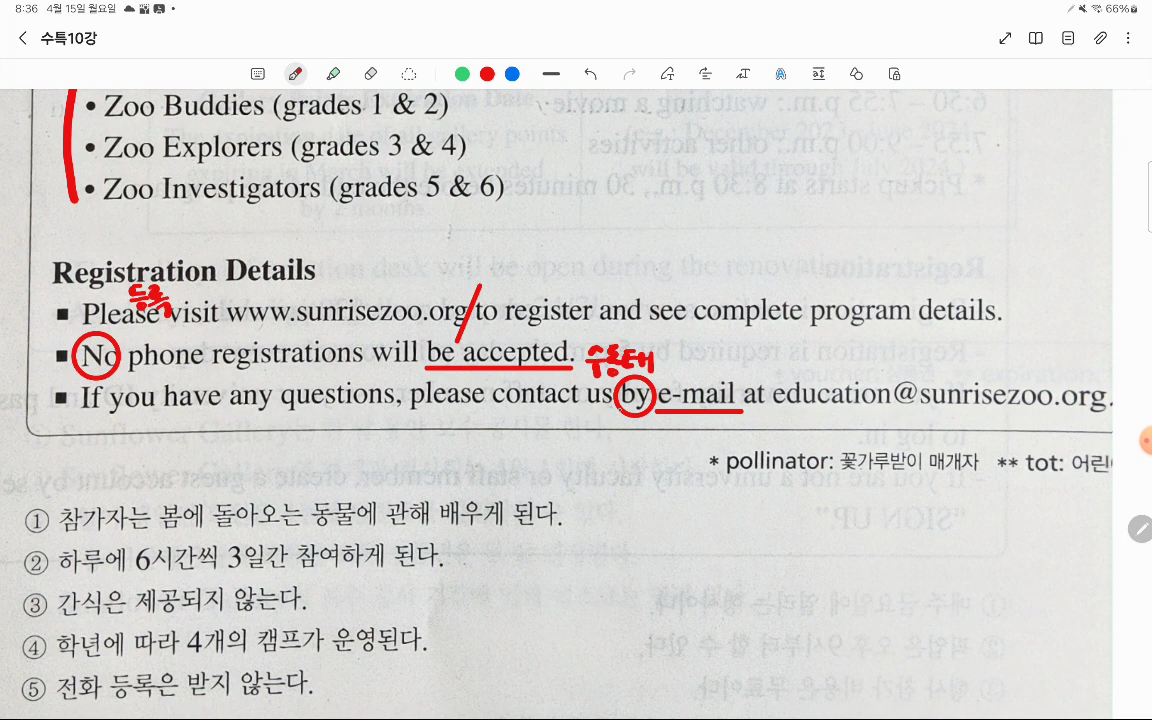 8:36 4월 15일 월요일
66%
수특10강
• Zoo Buddies (grades 1 & 2)
• Zoo Explorers (grades 3 & 4)
• Zoo Investigators (grades 5 & 6)
Registration Details
등록
■ Please visit www.sunrisezoo.org/to register and see complete program details.
■ No phone registrations will be accepted.
수동태
■ If you have any questions, please contact us by e-mail at education@sunrisezoo.org.
* pollinator: 꽃가루받이 매개자 ** tot: 어린
① 참가자는 봄에 돌아오는 동물에 관해 배우게 된다.
② 하루에 6시간씩 3일간 참여하게 된다.
③ 간식은 제공되지 않는다.
④ 학년에 따라 4개의 캠프가 운영된다.
⑤ 전화 등록은 받지 않는다.